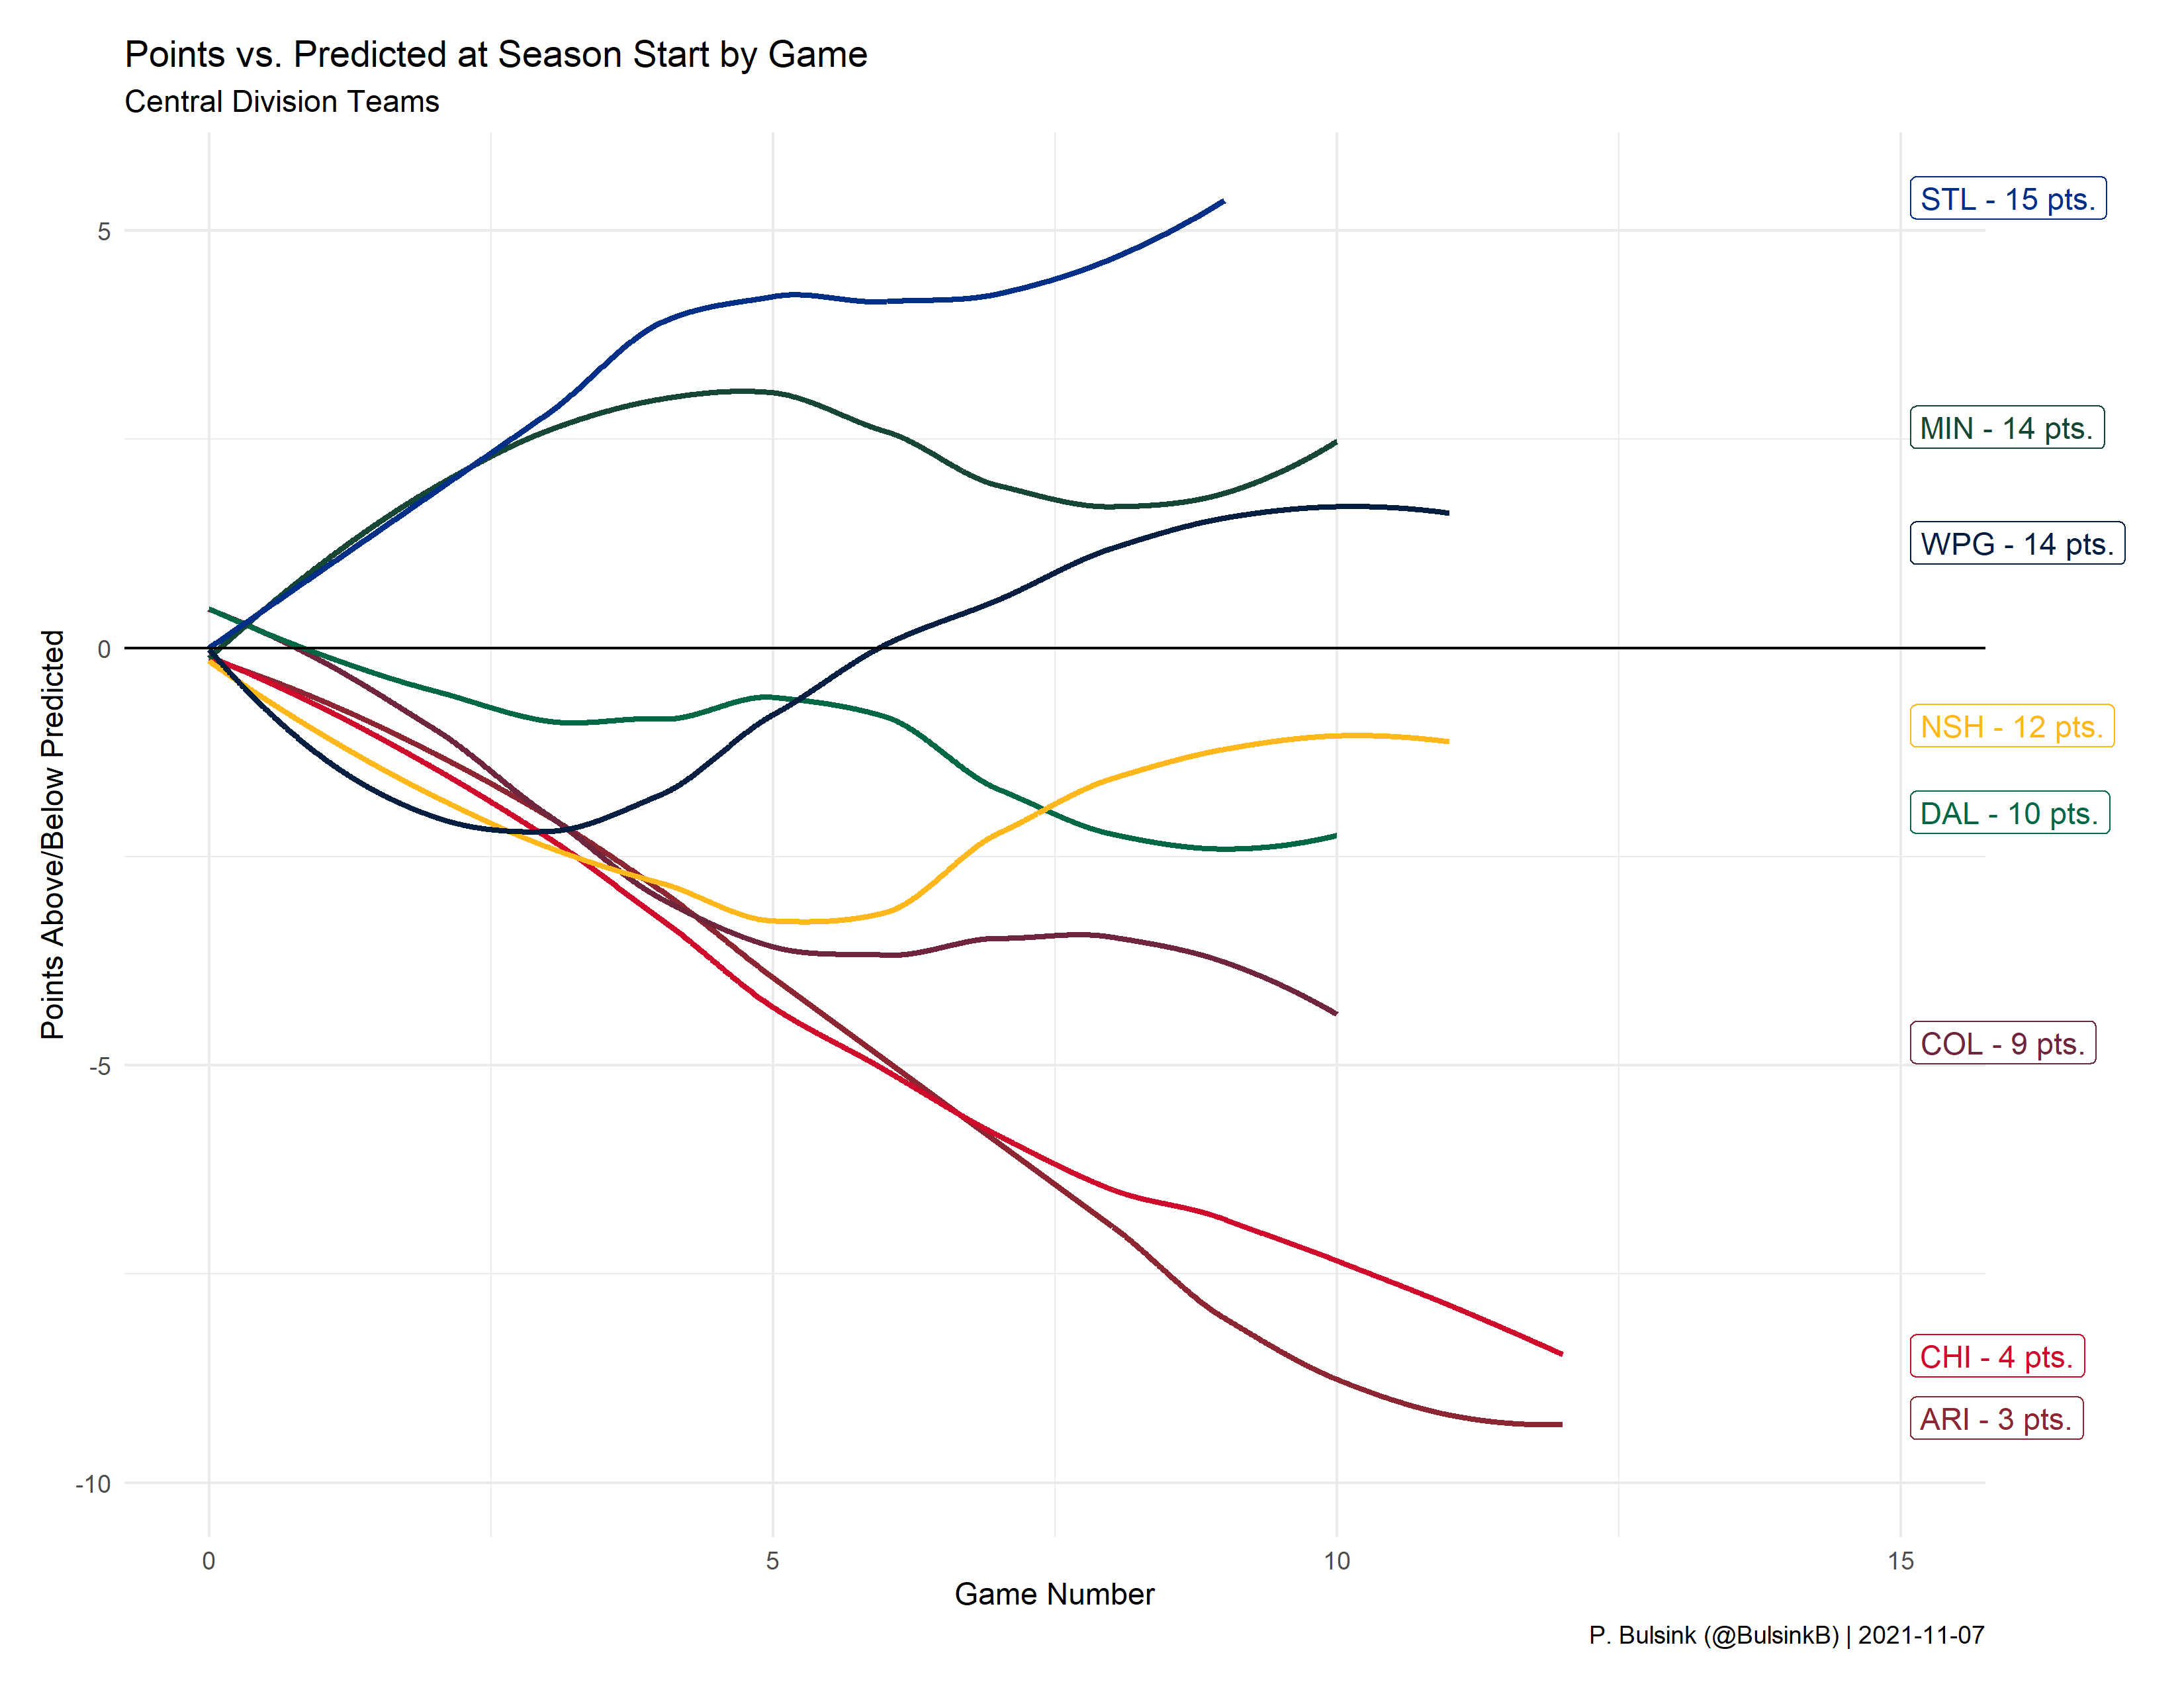 Points vs. Predicted at Season Start by Game
Central Division Teams
Points Above/Below Predicted
5
0
-5
-10
STL - 15 pts.
MIN - 14 pts.
WPG - 14 pts.
NSH - 12 pts.
DAL - 10 pts.
COL - 9 pts.
CHI - 4 pts.
ARI - 3 pts.
0 5 10 15
Game Number
P. Bulsink (@BulsinkB) | 2021-11-07